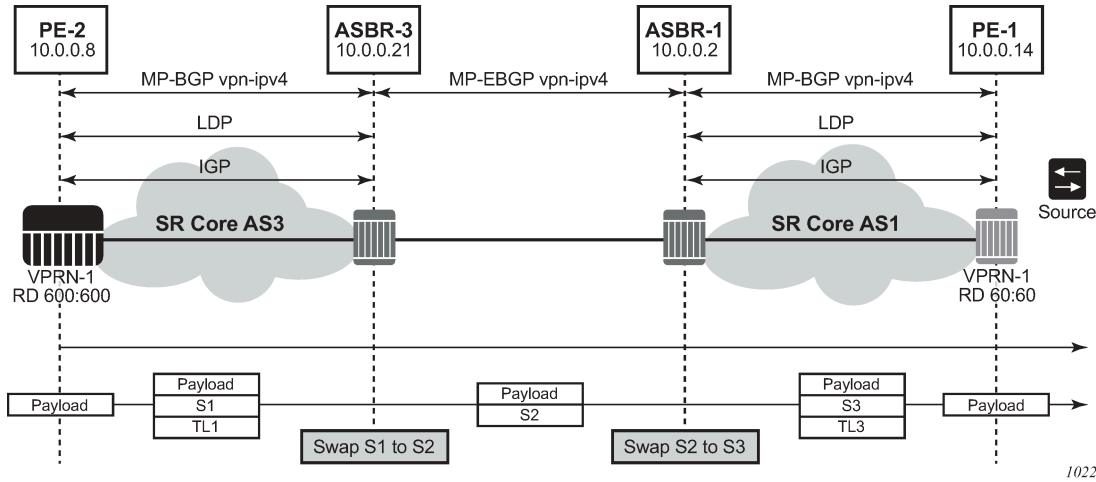 PE-2
10.0.0.8
ASBR-3
10.0.0.21
ASBR-1
10.0.0.2
PE-1
10.0.0.14
MP-BGP vpn-ipv4
MP-EBGP vpn-ipv4
MP-BGP vpn-ipv4
LDP
LDP
IGP
IGP
SR Core AS3
SR Core AS1
Source
VPRN-1
RD 600:600
VPRN-1
RD 60:60
Payload
Payload
S1
TL1
Payload
S2
Payload
S3
TL3
Payload
Swap S1 to S2
Swap S2 to S3
1022